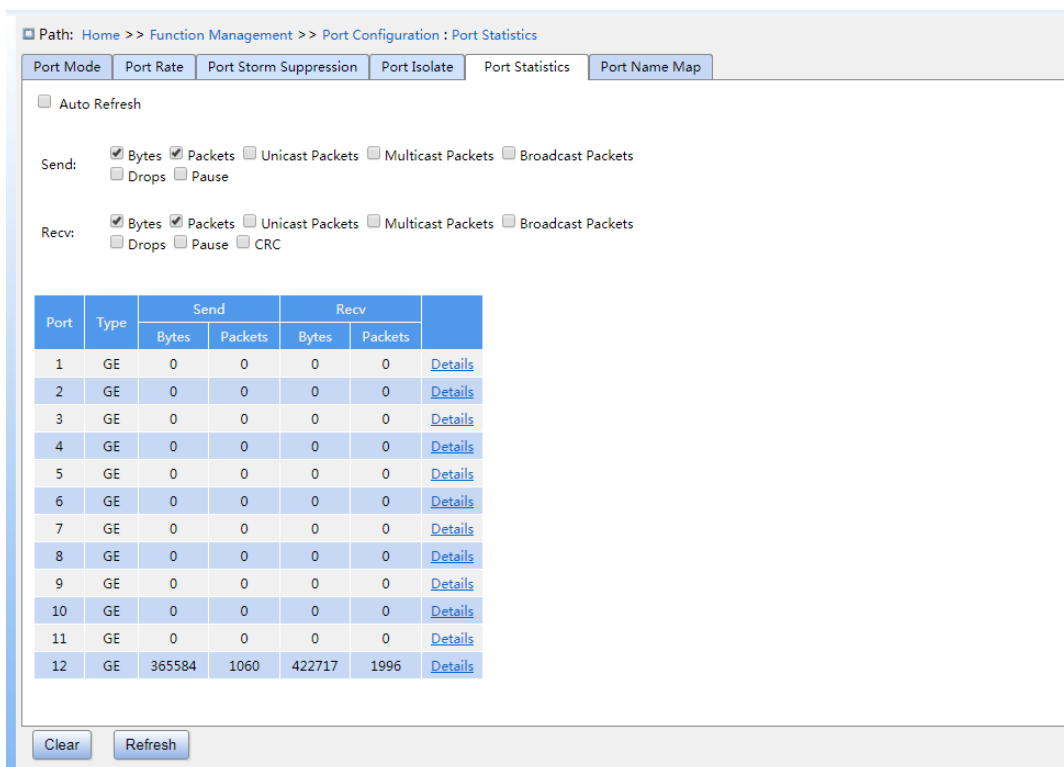 Path: Home >> Function Management >> Port Configuration : Port Statistics
Port Mode Port Rate Port Storm Suppression Port Isolate Port Statistics Port Name Map
Auto Refresh
Send: Bytes Packets Unicast Packets Multicast Packets Broadcast Packets
Drops Pause
Recv: Bytes Packets Unicast Packets Multicast Packets Broadcast Packets
Drops Pause CRC
Port Type Send Recv
Bytes Packets Bytes Packets
1 GE 0 0 0 0 Details
2 GE 0 0 0 0 Details
3 GE 0 0 0 0 Details
4 GE 0 0 0 0 Details
5 GE 0 0 0 0 Details
6 GE 0 0 0 0 Details
7 GE 0 0 0 0 Details
8 GE 0 0 0 0 Details
9 GE 0 0 0 0 Details
10 GE 0 0 0 0 Details
11 GE 0 0 0 0 Details
12 GE 365584 1060 422717 1996 Details
Clear Refresh